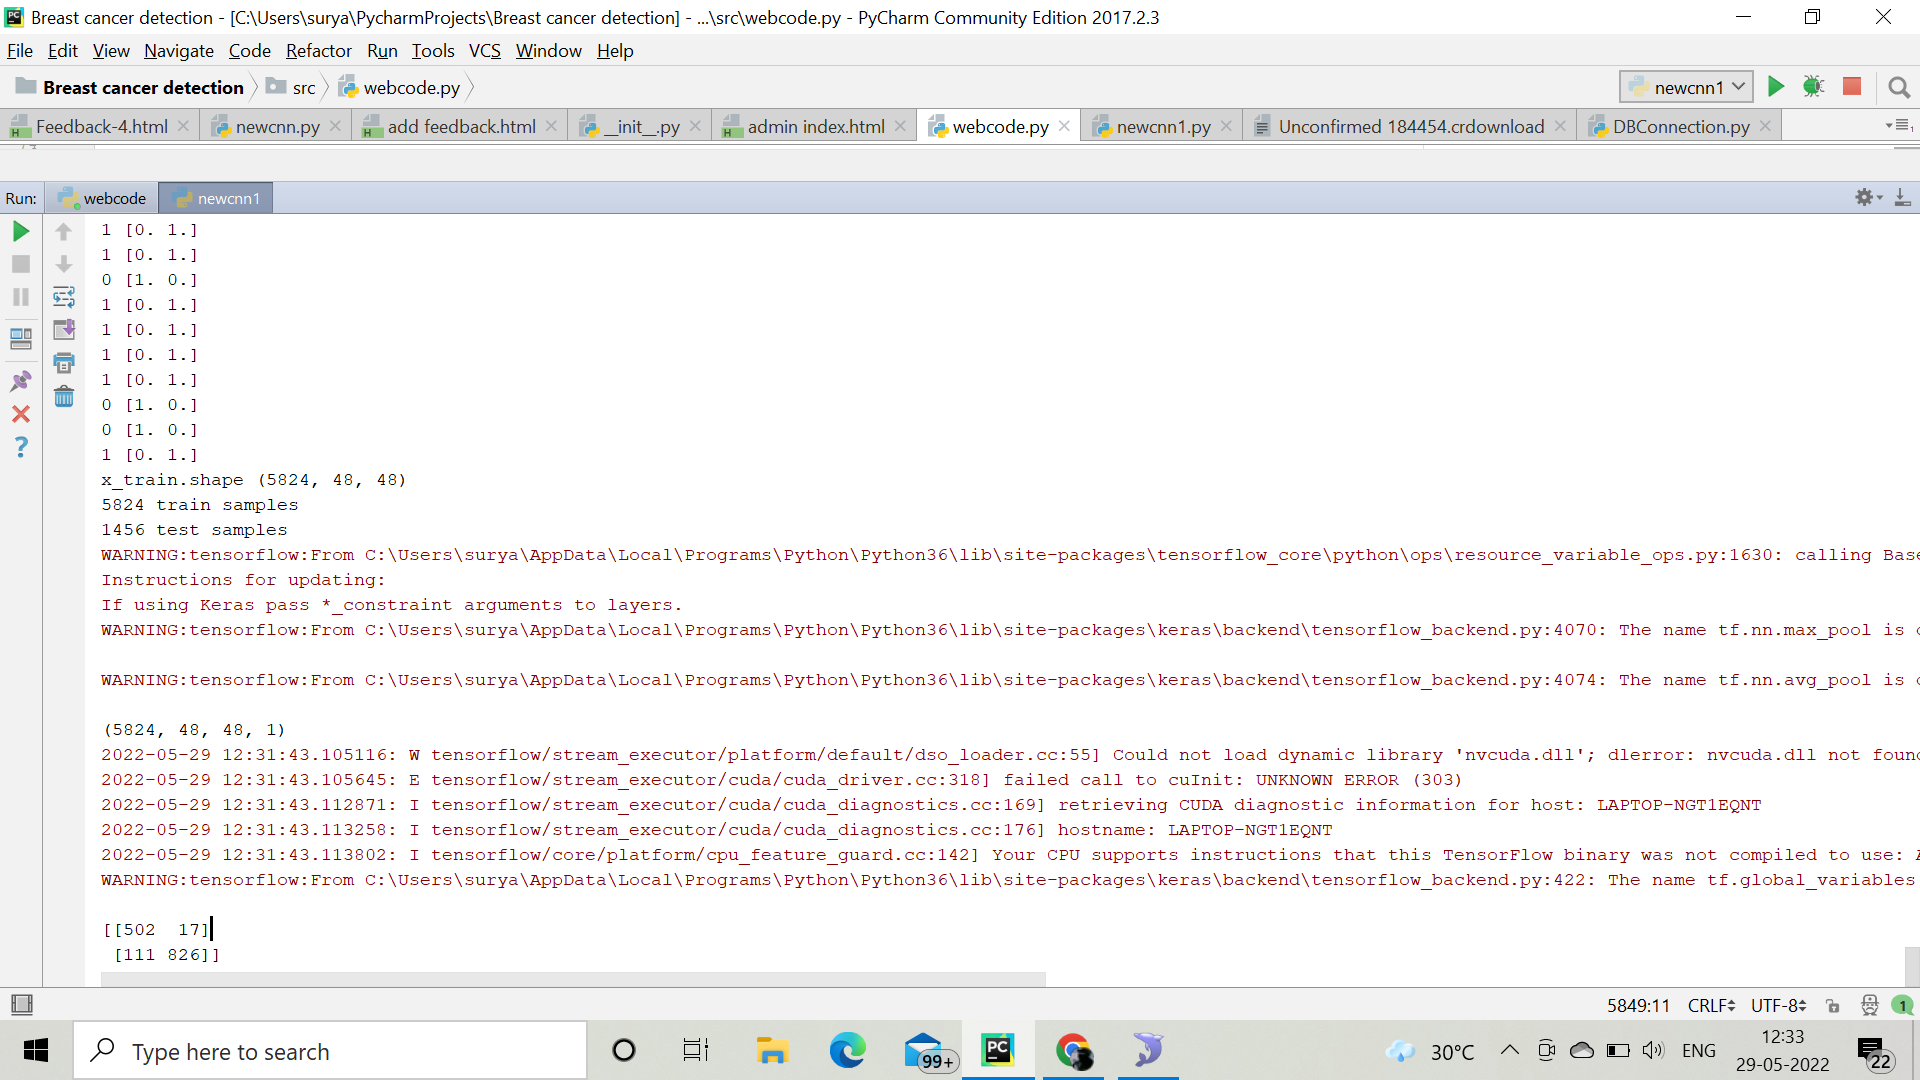 Breast cancer detection - [C:\Users\surya\PycharmProjects\Breast cancer detection] - ...\src\webcode.py - PyCharm Community Edition 2017.2.3
File Edit View Navigate Code Refactor Run Tools VCS Window Help
Breast cancer detection src webcode.py newcnn1
Feedback-4.html newcnn.py add feedback.html __init__.py admin index.html webcode.py newcnn1.py Unconfirmed 184454.crdownload DBConnection.py
Run: webcode newcnn1
1 [0. 1.]
1 [0. 1.]
0 [1. 0.]
1 [0. 1.]
1 [0. 1.]
1 [0. 1.]
1 [0. 1.]
0 [1. 0.]
0 [1. 0.]
1 [0. 1.]
x_train.shape (5824, 48, 48)
5824 train samples
1456 test samples
WARNING:tensorflow:From C:\Users\surya\AppData\Local\Programs\Python\Python36\lib\site-packages\tensorflow_core\python\ops\resource_variable_ops.py:1630: calling Base
Instructions for updating:
If using Keras pass *_constraint arguments to layers.
WARNING:tensorflow:From C:\Users\surya\AppData\Local\Programs\Python\Python36\lib\site-packages\keras\backend\tensorflow_backend.py:4070: The name tf.nn.max_pool is
WARNING:tensorflow:From C:\Users\surya\AppData\Local\Programs\Python\Python36\lib\site-packages\keras\backend\tensorflow_backend.py:4074: The name tf.nn.avg_pool is
(5824, 48, 48, 1)
2022-05-29 12:31:43.105116: W tensorflow/stream_executor/platform/default/dso_loader.cc:55] Could not load dynamic library 'nvcuda.dll'; dlerror: nvcuda.dll not found
2022-05-29 12:31:43.105645: E tensorflow/stream_executor/cuda/cuda_driver.cc:318] failed call to cuInit: UNKNOWN ERROR (303)
2022-05-29 12:31:43.112871: I tensorflow/stream_executor/cuda/cuda_diagnostics.cc:169] retrieving CUDA diagnostic information for host: LAPTOP-NGT1EQNT
2022-05-29 12:31:43.113258: I tensorflow/stream_executor/cuda/cuda_diagnostics.cc:176] hostname: LAPTOP-NGT1EQNT
2022-05-29 12:31:43.113802: I tensorflow/core/platform/cpu_feature_guard.cc:142] Your CPU supports instructions that this TensorFlow binary was not compiled to use:
WARNING:tensorflow:From C:\Users\surya\AppData\Local\Programs\Python\Python36\lib\site-packages\keras\backend\tensorflow_backend.py:422: The name tf.global_variables
[[502  17]
[111 826]]
5849:11 CRLF UTF-8 1
Type here to search 99+ 30°C ENG 12:33
29-05-2022 22